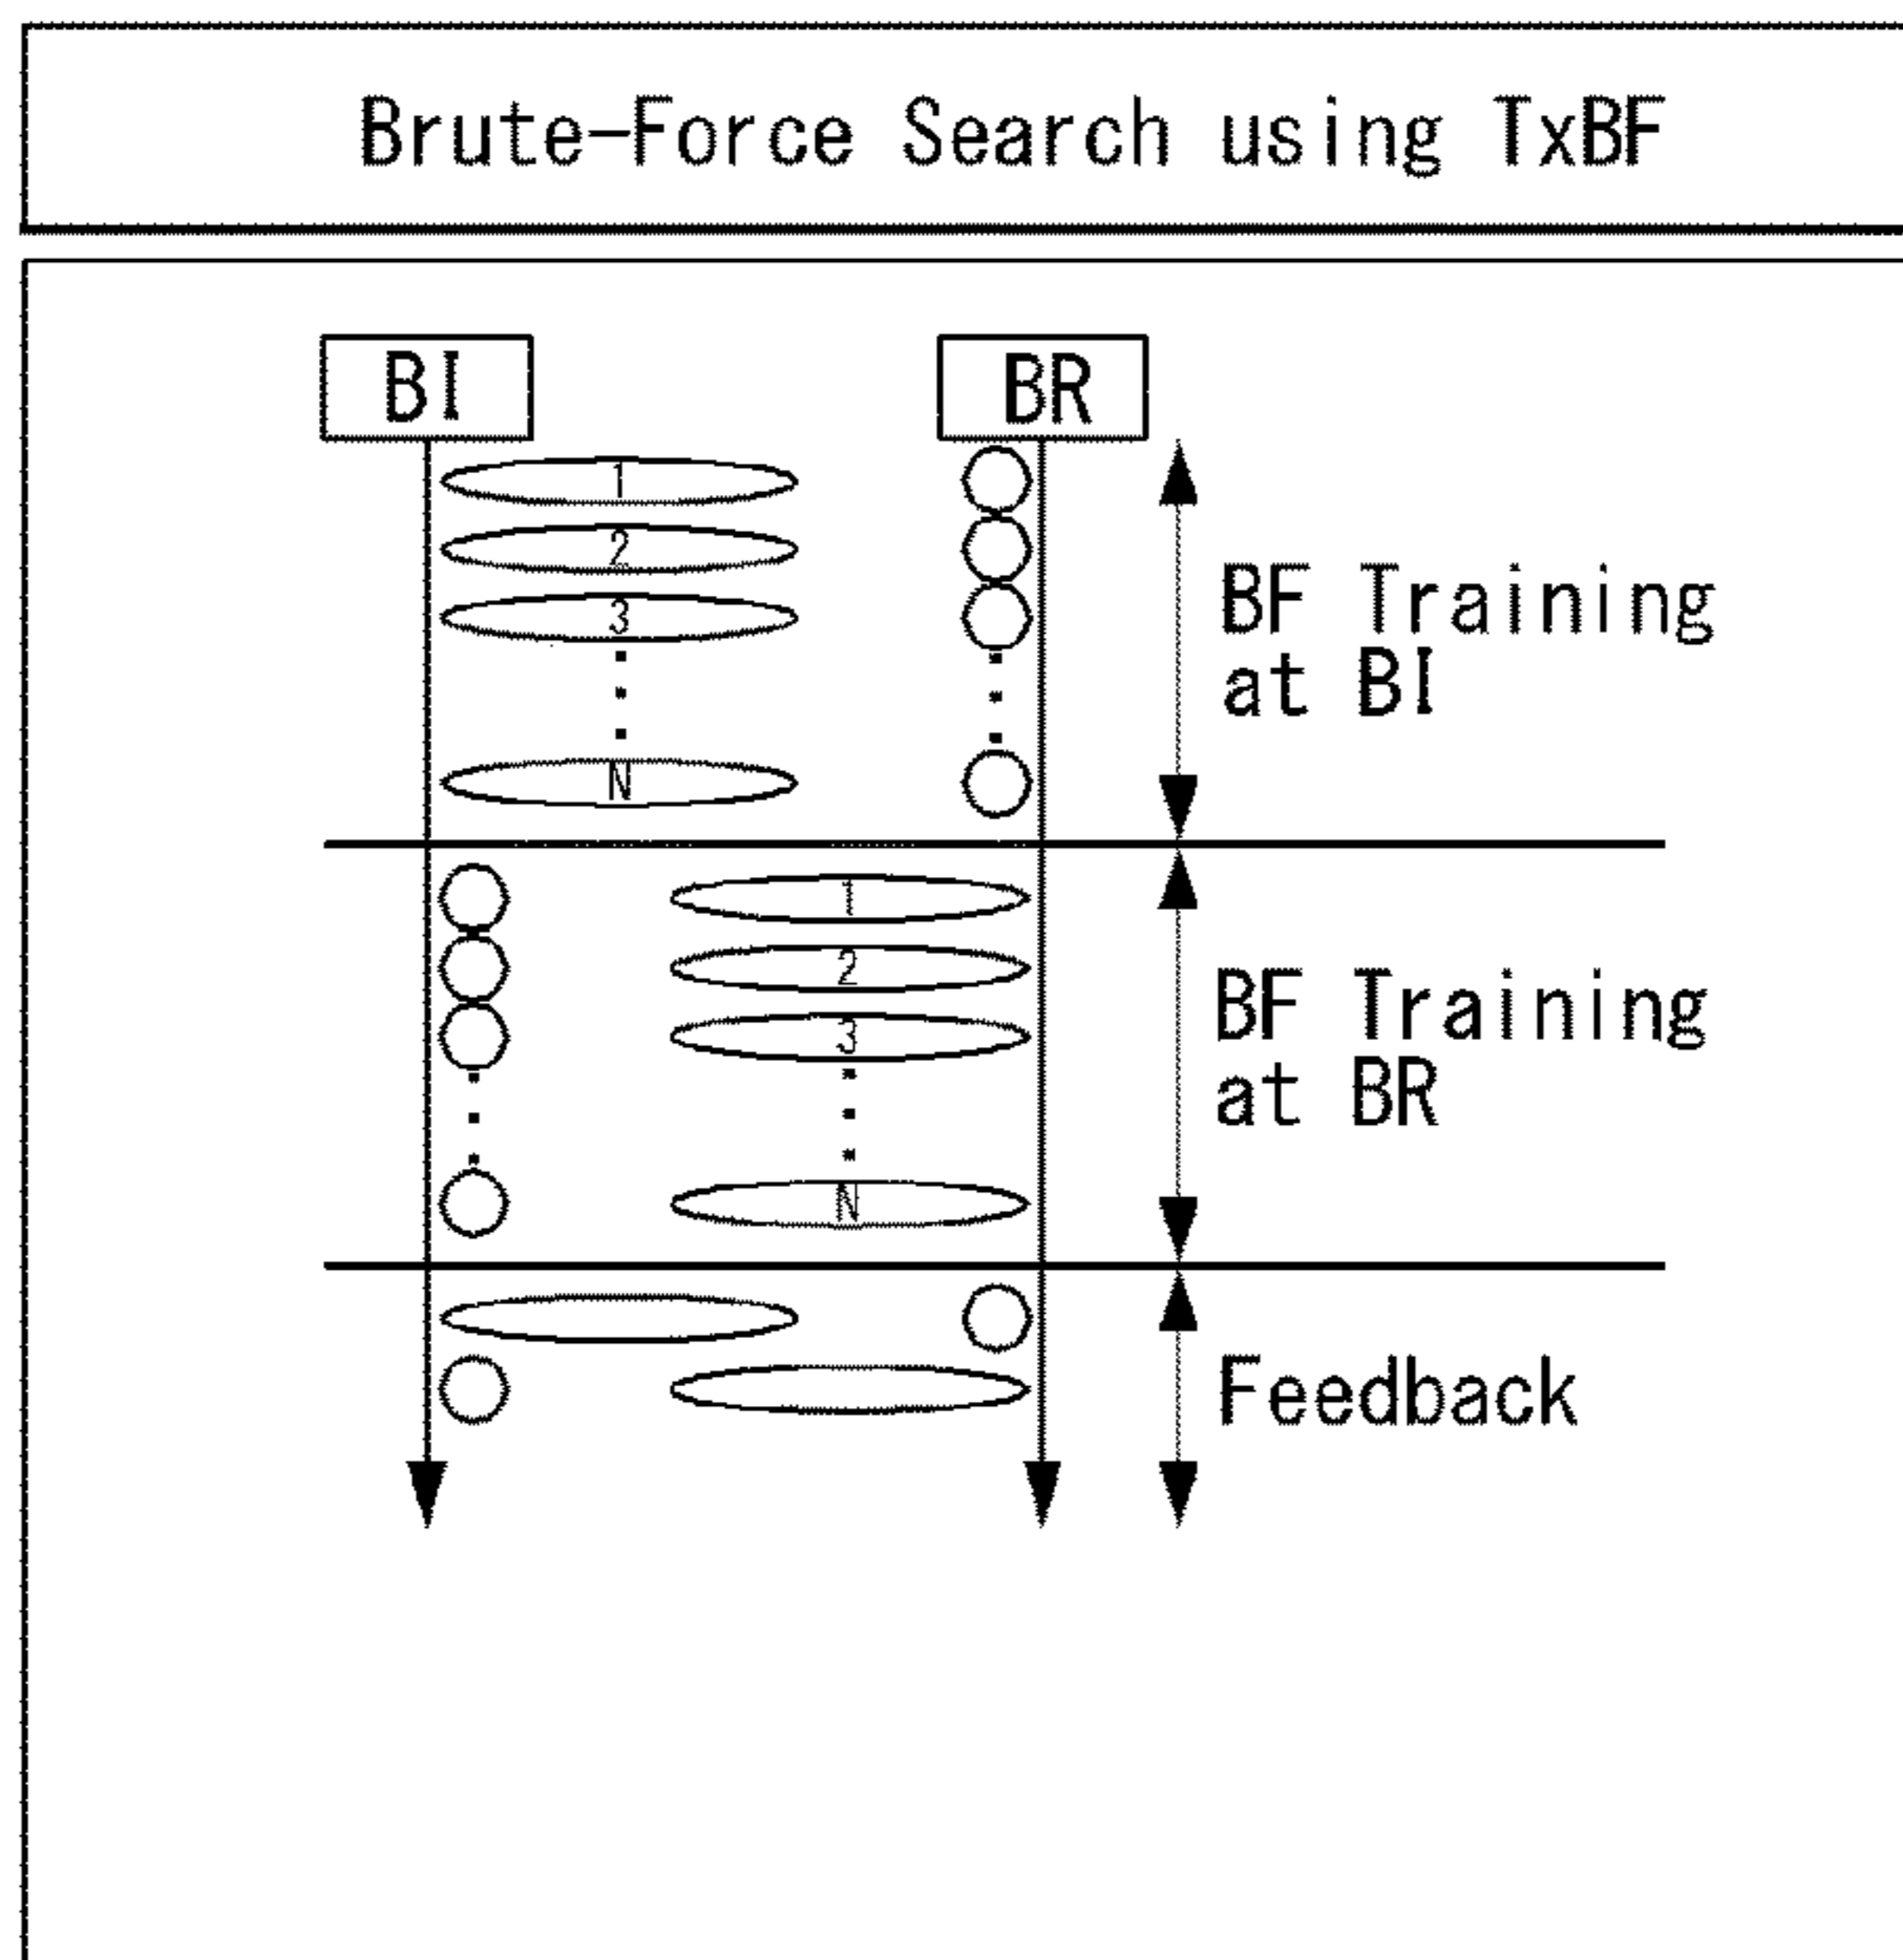 Brute-Force Search using TxBF
BI
BR
1
2
3
N
BF Training
at BI
1
2
3
N
BF Training
at BR
Feedback